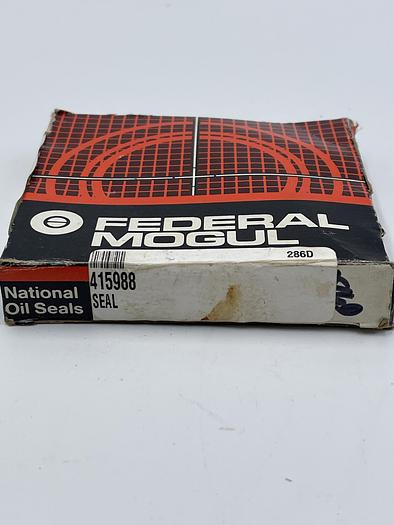 FEDERAL
MOGUL
286D
National
Oil Seals
415988
SEAL